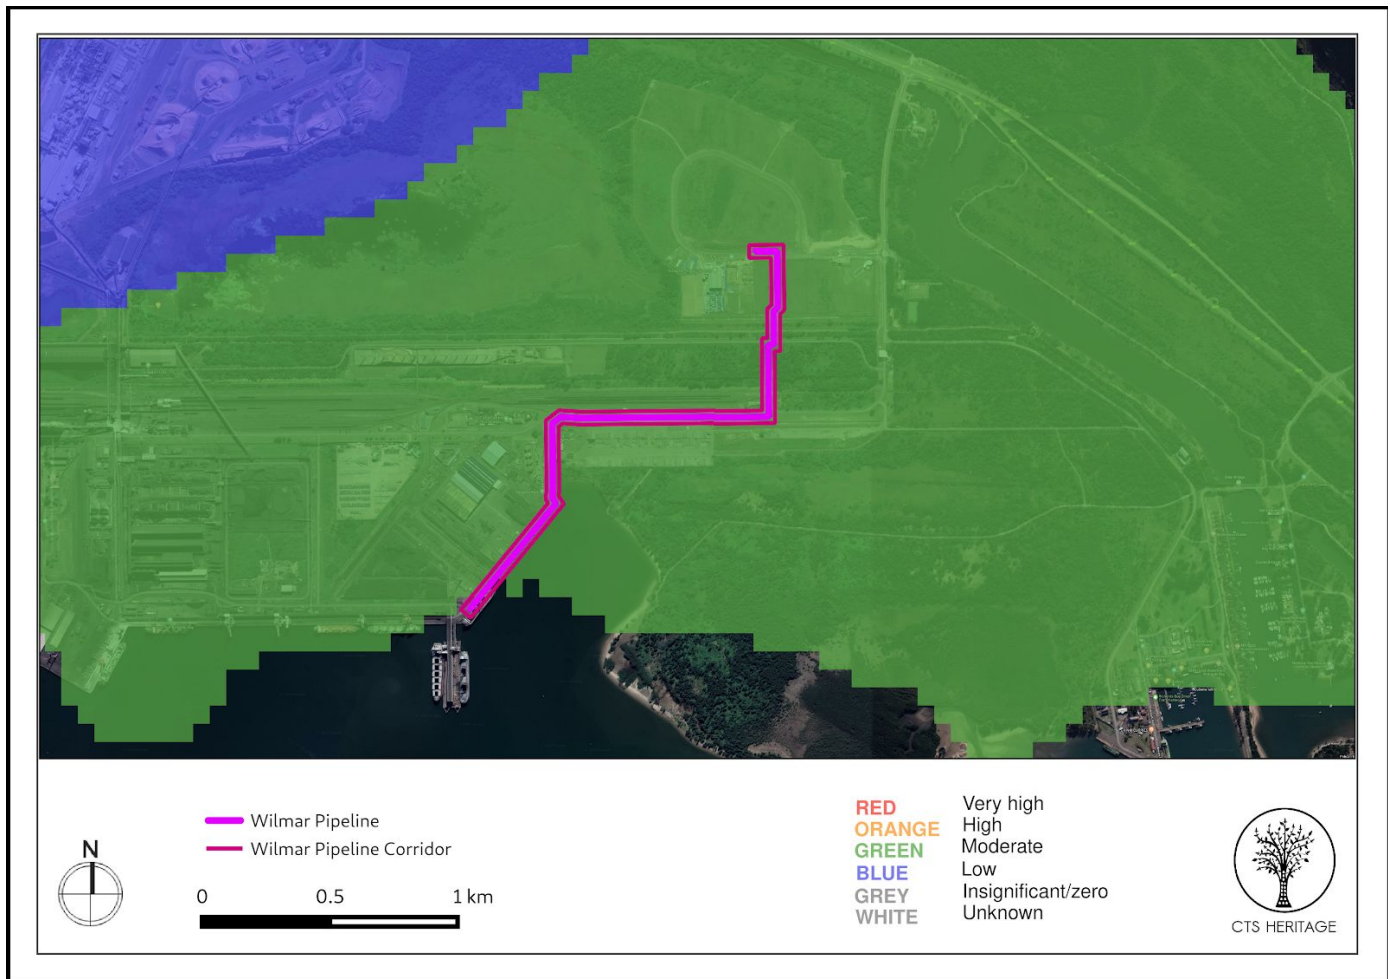 Wilmar Pipeline
Wilmar Pipeline Corridor
N
0 0.5 1 km
RED Very high
ORANGE High
GREEN Moderate
BLUE Low
GREY Insignificant/zero
WHITE Unknown
CTS HERITAGE